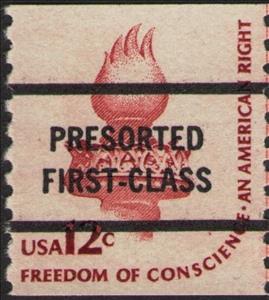 PRESORTED
FIRST-CLASS
USA 12c
FREEDOM OF CONSCIENCE·AN AMERICAN RIGHT